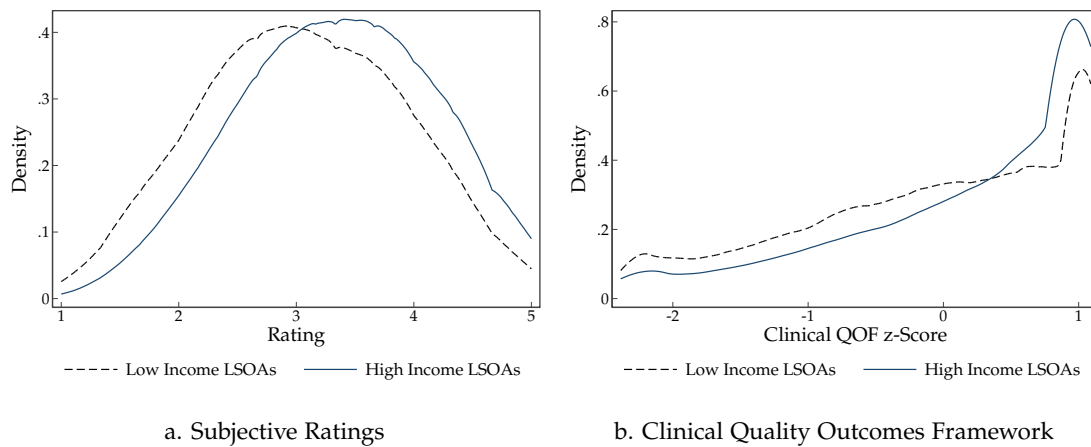 .4
.3
.2
.1
0
Density
1 2 3 4 5
Rating
Low Income LSOAs High Income LSOAs
a. Subjective Ratings
.8
.6
.4
.2
0
Density
-2 -1 0 1
Clinical QOF z-Score
Low Income LSOAs High Income LSOAs
b. Clinical Quality Outcomes Framework